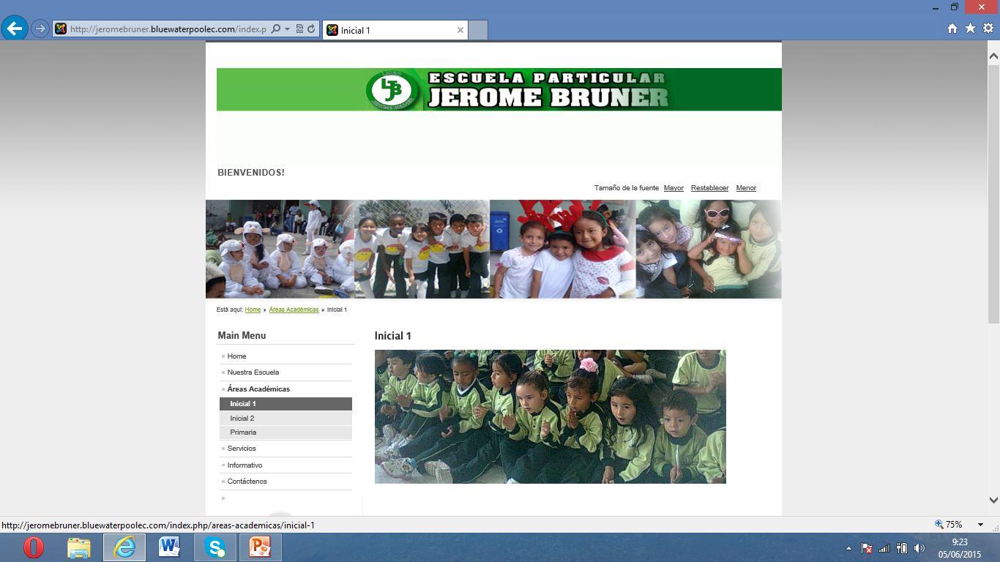 http://jeromebruner.bluewaterpoolec.com/index.p
Inicial 1
LJB
ESCUELA PARTICULAR
JEROME BRUNER
BIENVENIDOS!
Tamaño de la fuente Mayor Restablecer Menor
Está aquí: Home Áreas Académicas Inicial 1
Main Menu
Home
Nuestra Escuela
Áreas Académicas
Inicial 1
Inicial 2
Primaria
Servicios
Informativo
Contáctenos
Inicial 1
http://jeromebruner.bluewaterpoolec.com/index.php/areas-academicas/inicial-1
75%
9:23
05/06/2015